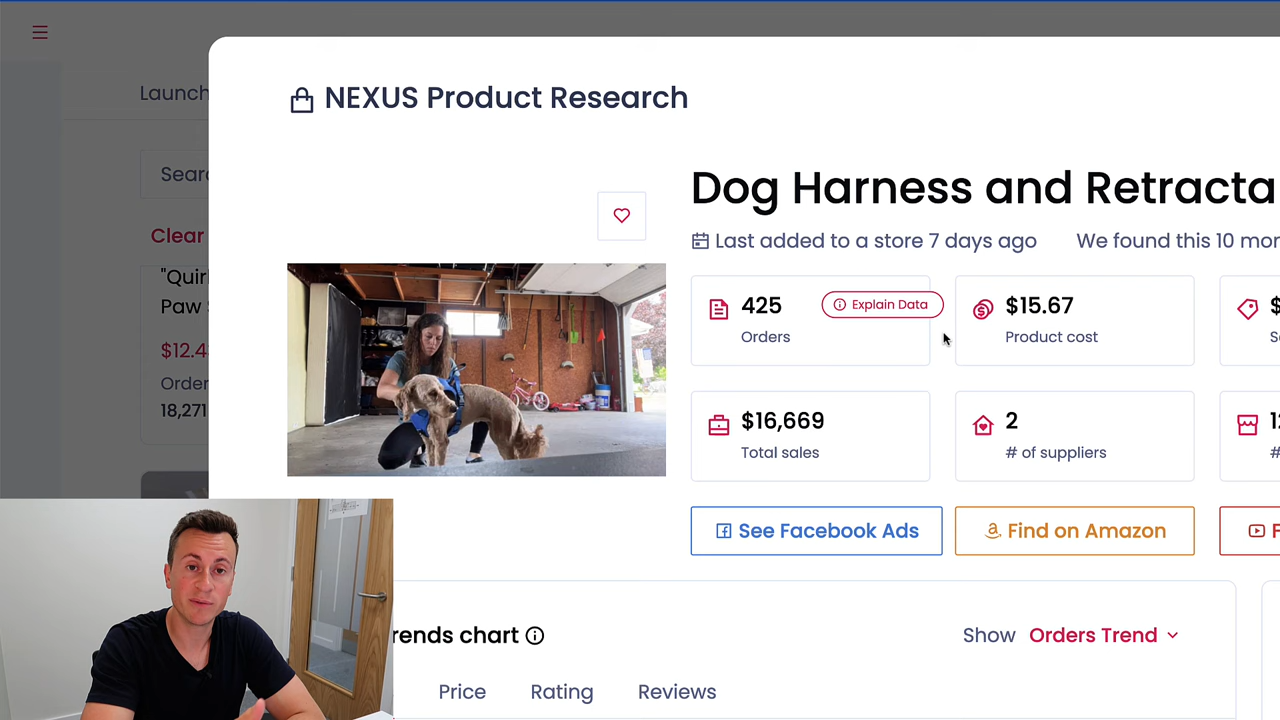 NEXUS Product Research
Launch
Sear
Clear
"Quir
Paw
$12.4
Order
18,271
Dog Harness and Retracta
Last added to a store 7 days ago
We found this 10 mor
425
Orders
Explain Data
$15.67
Product cost
$16,669
Total sales
2
# of suppliers
See Facebook Ads
Find on Amazon
rends chart
Show Orders Trend
Price
Rating
Reviews